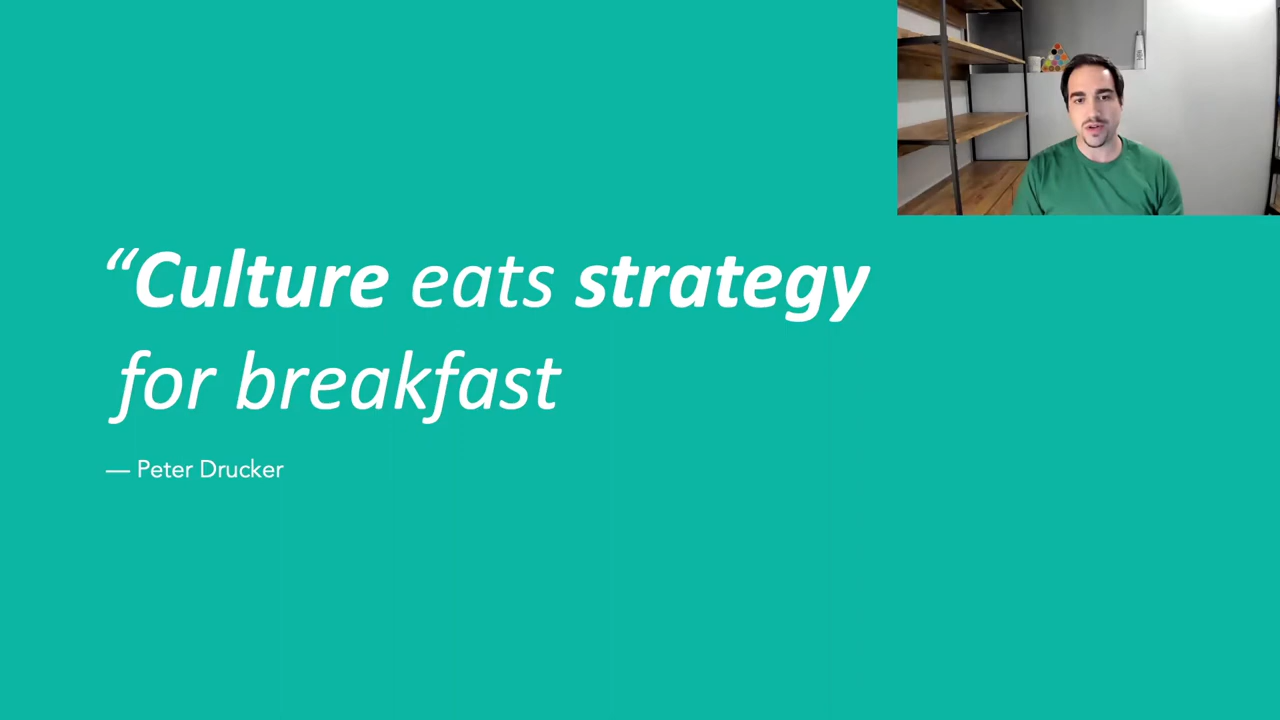 “Culture eats strategy
for breakfast
— Peter Drucker